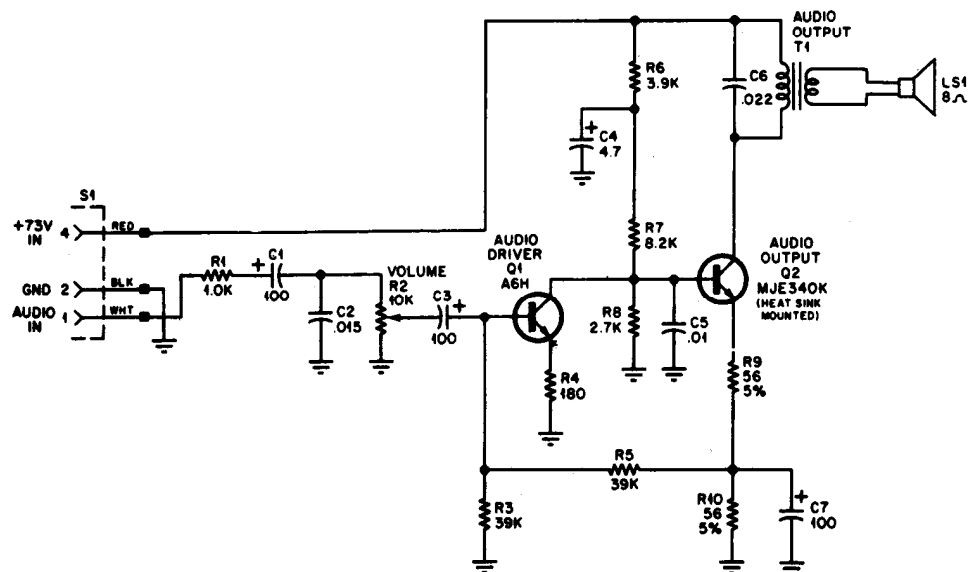 AUDIO
OUTPUT
T1
R6
3.9K
C6
.022
LS1
8Ω
+
C4
4.7
S1
+73V
IN
4
RED
R7
8.2K
AUDIO
DRIVER
Q1
A6H
AUDIO
OUTPUT
Q2
MJE340K
(HEAT SINK
MOUNTED)
GND 2
BLK
R1
1.0K
+
C1
100
VOLUME
R2
10K
C3
+
100
AUDIO
IN
1
WHT
C2
.015
R8
2.7K
C5
.01
R4
180
R9
56
5%
R5
39K
R3
39K
R10
56
5%
+
C7
100